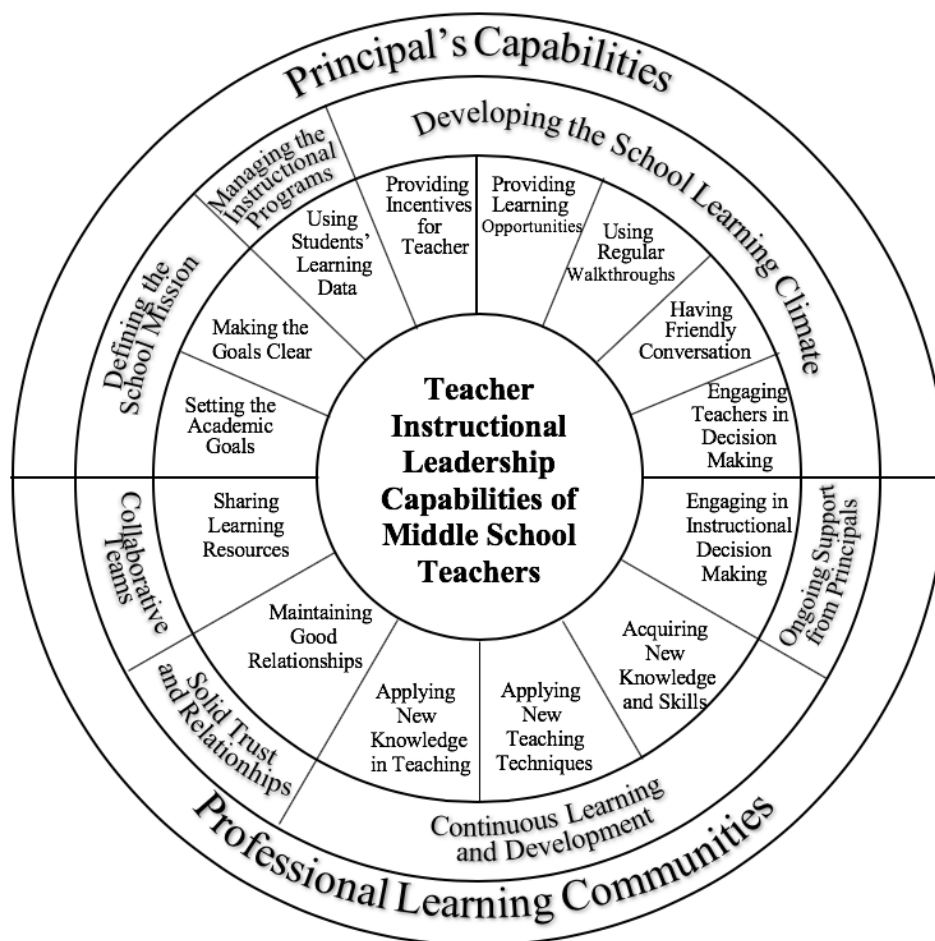 Principal's Capabilities
Defining the
School Mission
Managing the
Instructional
Programs
Developing the School Learning Climate
Setting the
Academic
Goals
Making the
Goals Clear
Using
Students'
Learning
Data
Providing
Incentives
for
Teacher
Providing
Learning
Opportunities
Using
Regular
Walkthroughs
Having
Friendly
Conversation
Engaging
Teachers in
Decision
Making
Teacher
Instructional
Leadership
Capabilities of
Middle School
Teachers
Sharing
Learning
Resources
Maintaining
Good
Relationships
Applying
New
Knowledge
in Teaching
Applying
New
Teaching
Techniques
Acquiring
New
Knowledge
and Skills
Engaging in
Instructional
Decision
Making
Collaborative
Teams
Solid Trust
and Relationships
Continuous Learning
and Development
Ongoing Support
from Principals
Professional Learning Communities